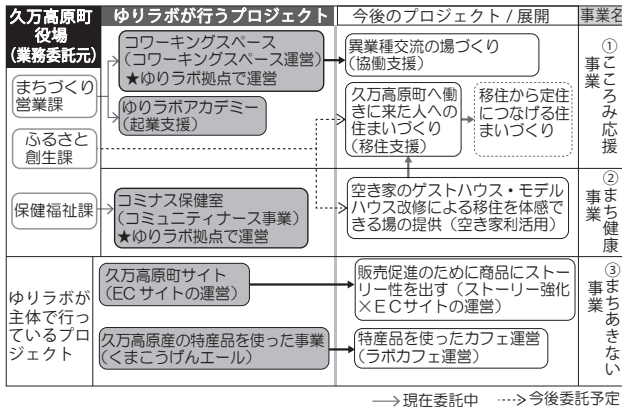 久万高原町
役場
(業務委託元)
ゆりラボが行うプロジェクト
今後のプロジェクト/展開
事業名
まちづくり
営業課
ふるさと
創生課
保健福祉課
コワーキングスペース
(コワーキングスペース運営)
★ゆりラボ拠点で運営
ゆりラボアカデミー
(起業支援)
コミナス保健室
(コミュニティナース事業)
★ゆりラボ拠点で運営
異業種交流の場づくり
(協働支援)
久万高原町へ働
きに来た人への
住まいづくり
(移住支援)
移住から定住
につなげる住
まいづくり
空き家のゲストハウス・モデル
ハウス改修による移住を体感で
きる場の提供(空き家利活用)
①こころみ応援
事業
②まち健康
事業
③まちあきない
事業
ゆりラボが
主体で行っ
ているプロ
ジェクト
久万高原町サイト
(ECサイトの運営)
久万高原産の特産品を使った事業
(くまこうげんエール)
販売促進のために商品にストー
リー性を出す(ストーリー強化
×ECサイトの運営)
特産品を使ったカフェ運営
(ラボカフェ運営)
→現在委託中
⇢今後委託予定